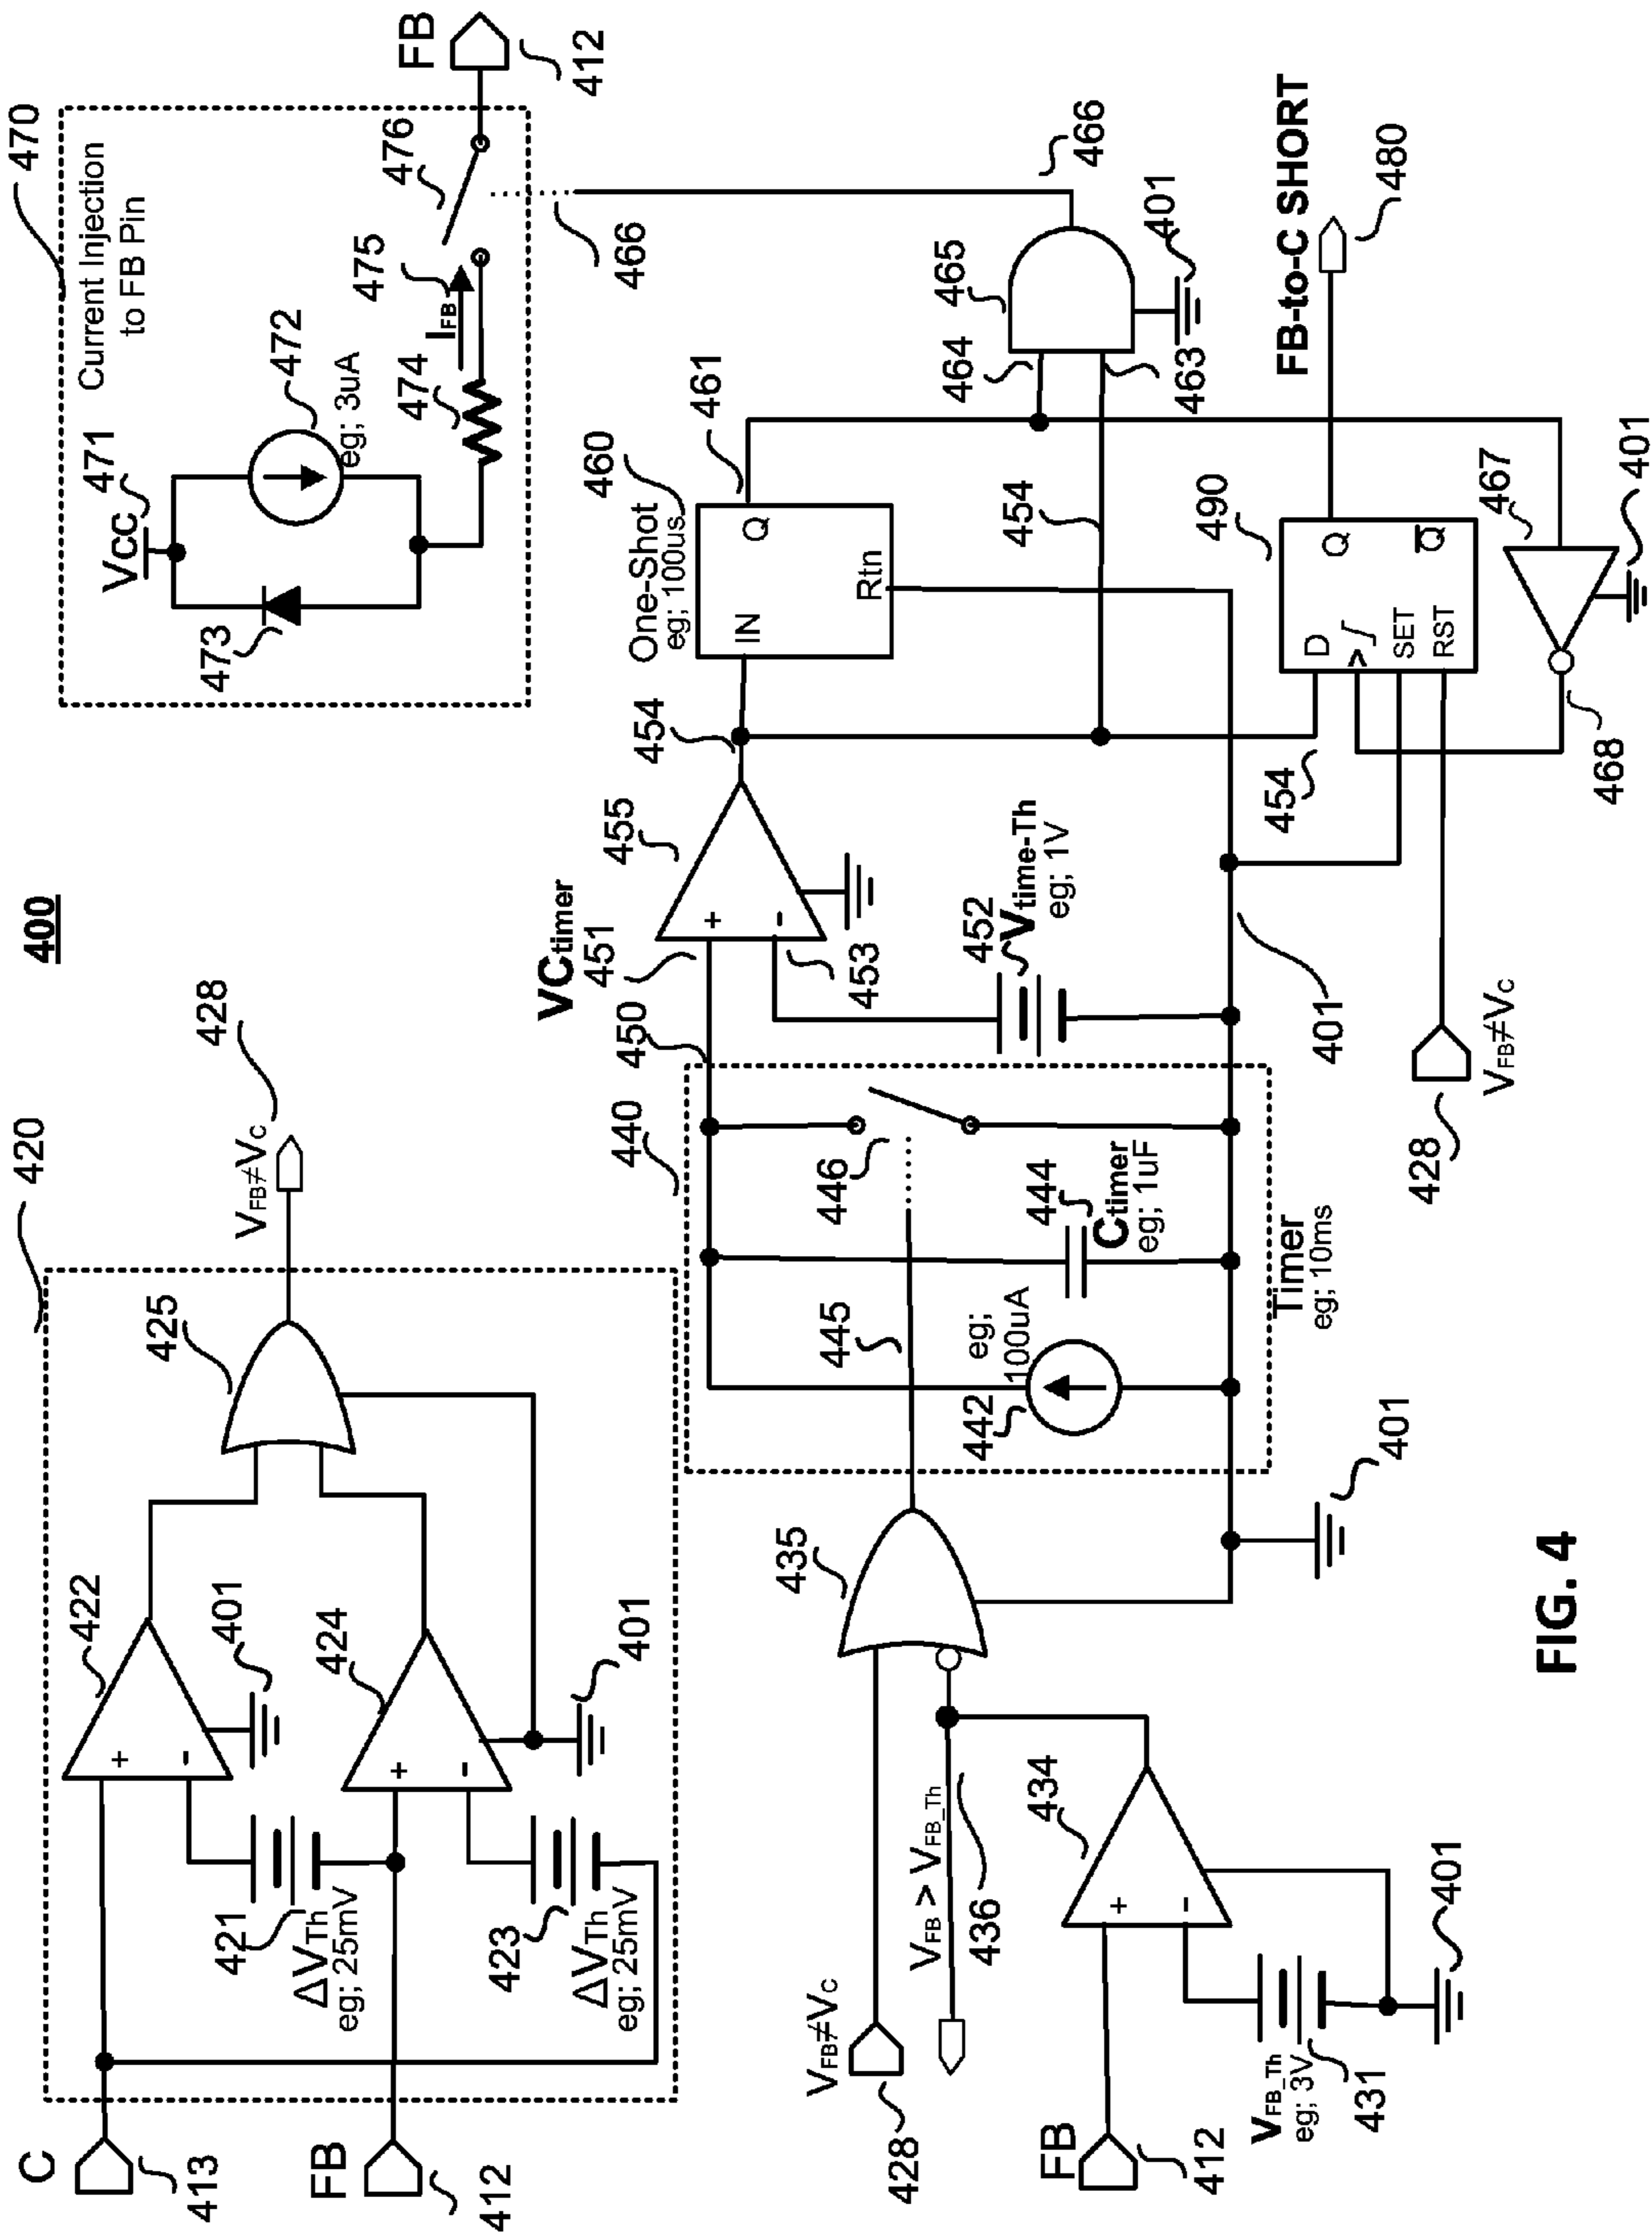 400
470
Current Injection
to FB Pin
Vcc
471
472
eg; 3uA
473
474
IFB
475
476
FB
412
466
420
C
413
FB
412
422
401
421
ΔVTh
eg; 25mV
424
423
ΔVTh
eg; 25mV
401
425
VFB≠VC
428
+
-
+
-
VFB≠VC
428
VFB > VFB_Th
436
FB
412
VFB_Th
eg; 3V
431
434
+
-
401
435
401
440
445
446
442
eg;
100uA
444
Ctimer
eg; 1uF
Timer
eg; 10ms
450
VCtimer
451
455
+
-
453
452
Vtime-Th
eg; 1V
401
454
One-Shot
460
eg; 100us
IN
Q
Rtn
461
454
464
463
465
401
466
454
490
D
>
SET
RST
Q
Q̅
467
401
468
VFB≠VC
428
FB-to-C SHORT
480
FIG. 4